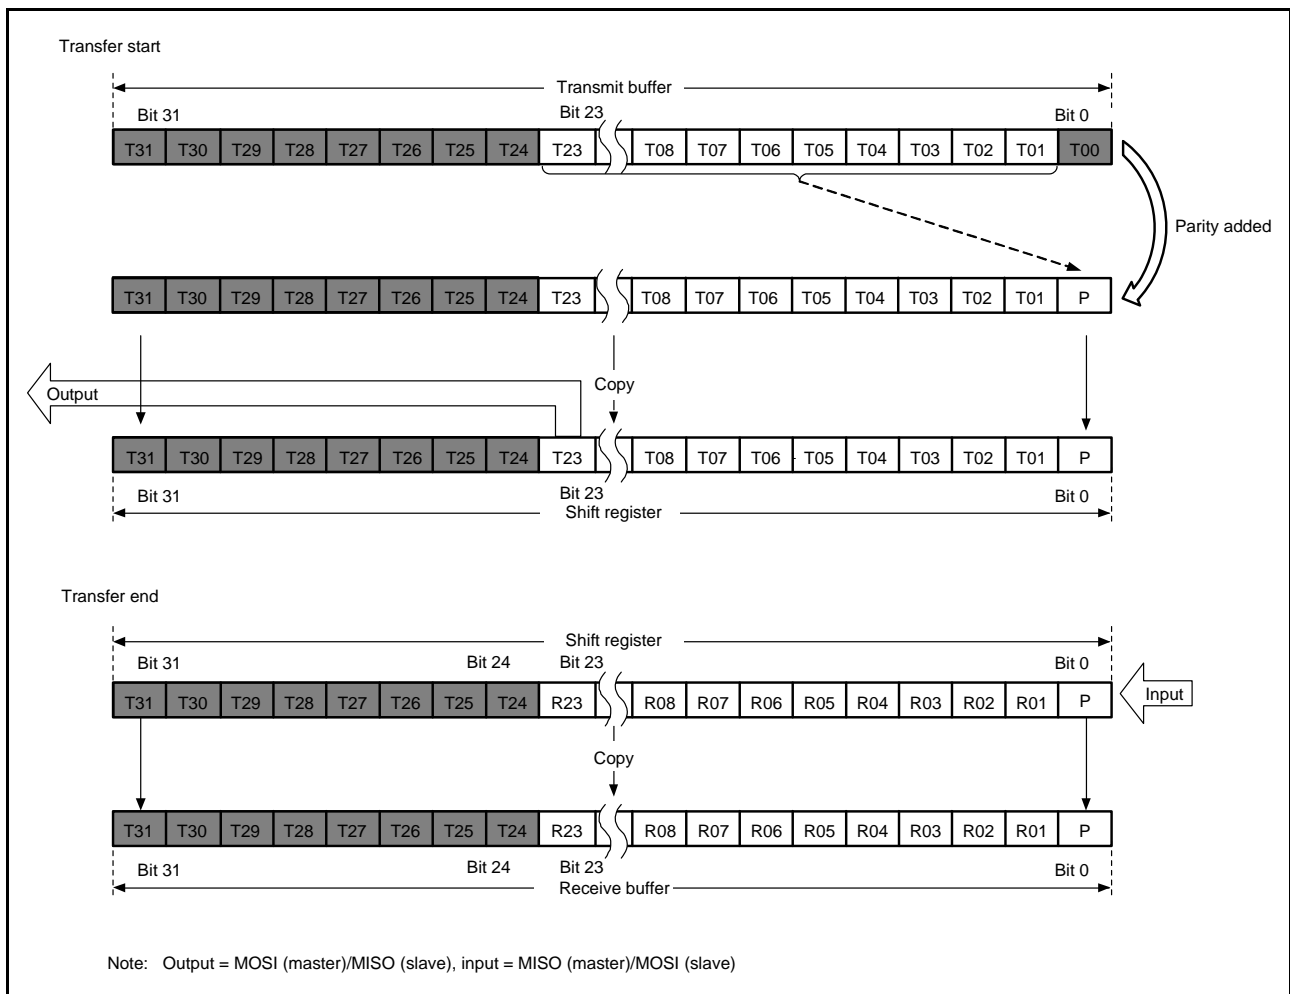 Transfer start
Transmit buffer
Bit 31 Bit 23 Bit 0
T31 T30 T29 T28 T27 T26 T25 T24 T23 T08 T07 T06 T05 T04 T03 T02 T01 T00
Parity added
T31 T30 T29 T28 T27 T26 T25 T24 T23 T08 T07 T06 T05 T04 T03 T02 T01 P
Copy
Output
T31 T30 T29 T28 T27 T26 T25 T24 T23 T08 T07 T06 T05 T04 T03 T02 T01 P
Bit 31 Bit 23 Bit 0
Shift register
Transfer end
Shift register
Bit 31 Bit 24 Bit 23 Bit 0
T31 T30 T29 T28 T27 T26 T25 T24 R23 R08 R07 R06 R05 R04 R03 R02 R01 P
Input
Copy
T31 T30 T29 T28 T27 T26 T25 T24 R23 R08 R07 R06 R05 R04 R03 R02 R01 P
Bit 31 Bit 24 Bit 23 Bit 0
Receive buffer
Note: Output = MOSI (master)/MISO (slave), input = MISO (master)/MOSI (slave)